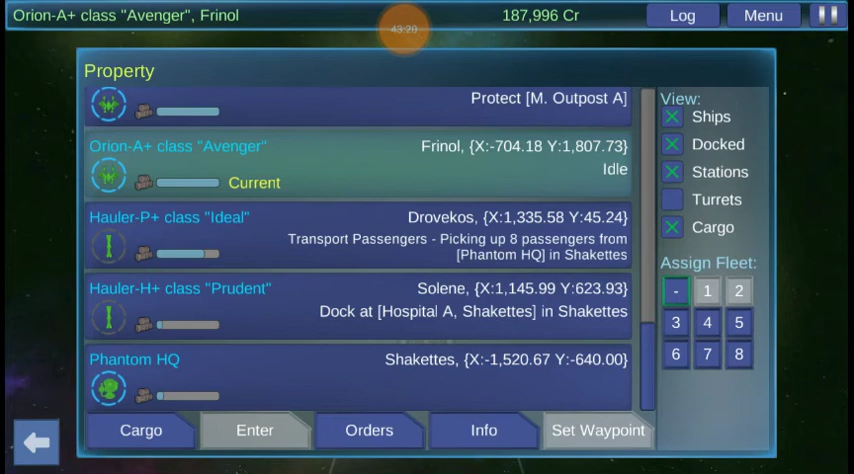 Orion-A+ class "Avenger", Frinol
187,996 Cr
Log
Menu
43:20
Property
Protect [M. Outpost A]
Orion-A+ class "Avenger"
Frinol, {X:-704.18 Y:1,807.73}
Idle
Current
Hauler-P+ class "Ideal"
Drovekos, {X:1,335.58 Y:45.24}
Transport Passengers - Picking up 8 passengers from
[Phantom HQ] in Shakettes
Hauler-H+ class "Prudent"
Solene, {X:1,145.99 Y:623.93}
Dock at [Hospital A, Shakettes] in Shakettes
Phantom HQ
Shakettes, {X:-1,520.67 Y:-640.00}
Cargo
Enter
Orders
Info
Set Waypoint
View:
Ships
Docked
Stations
Turrets
Cargo
Assign Fleet:
- 1 2
3 4 5
6 7 8